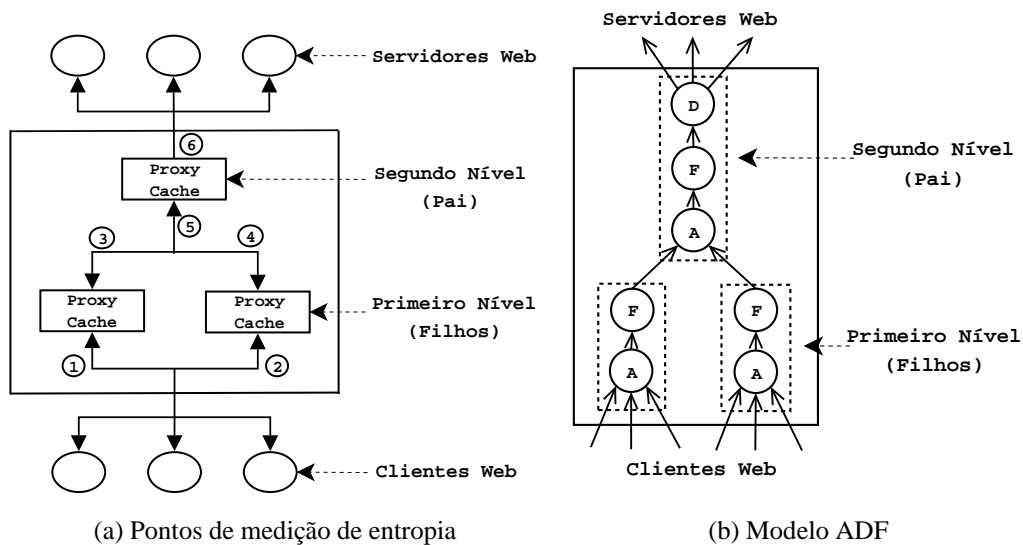 Servidores Web
6
Proxy
Cache
Segundo Nível
(Pai)
5
3
4
Proxy
Cache
Proxy
Cache
Primeiro Nível
(Filhos)
1
2
Clientes Web
(a) Pontos de medição de entropia
Servidores Web
D
F
A
Segundo Nível
(Pai)
F
F
A
A
Primeiro Nível
(Filhos)
Clientes Web
(b) Modelo ADF